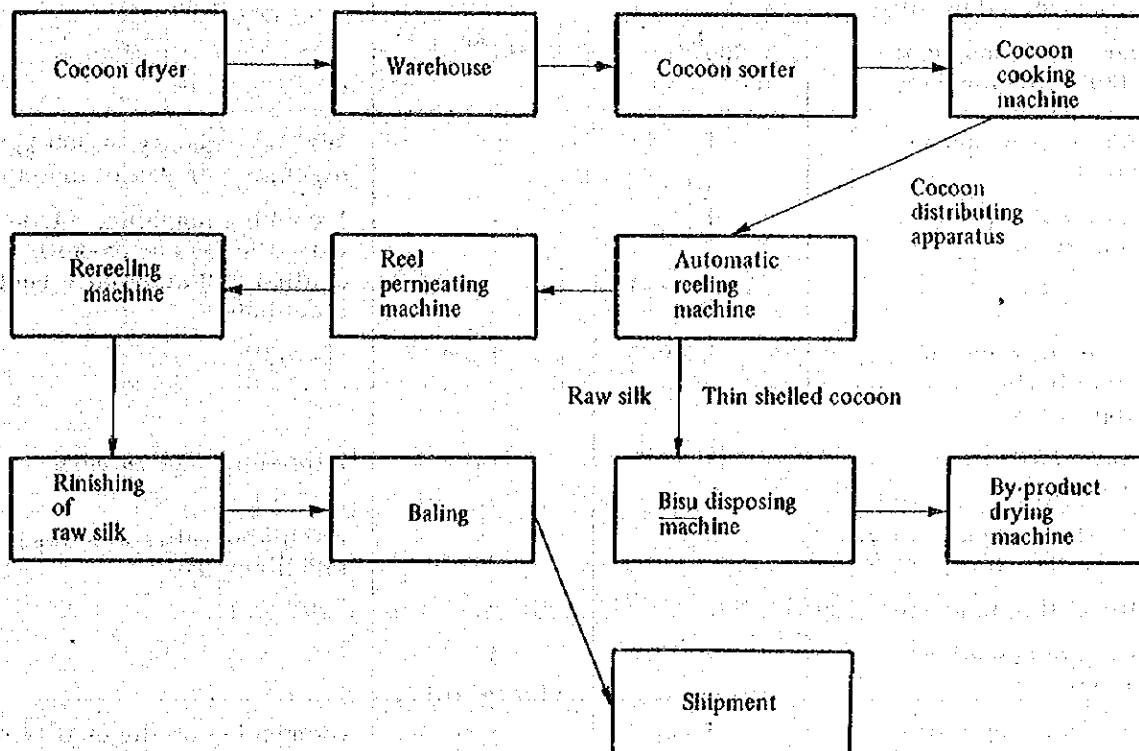 Cocoon dryer
Warehouse
Cocoon sorter
Cocoon
cooking
machine
Cocoon
distributing
apparatus
Rereeling
machine
Reel
permeating
machine
Automatic
reeling
machine
Raw silk
Thin shelled cocoon
Rinishing
of
raw silk
Baling
Bisu disposing
machine
By-product
drying
machine
Shipment